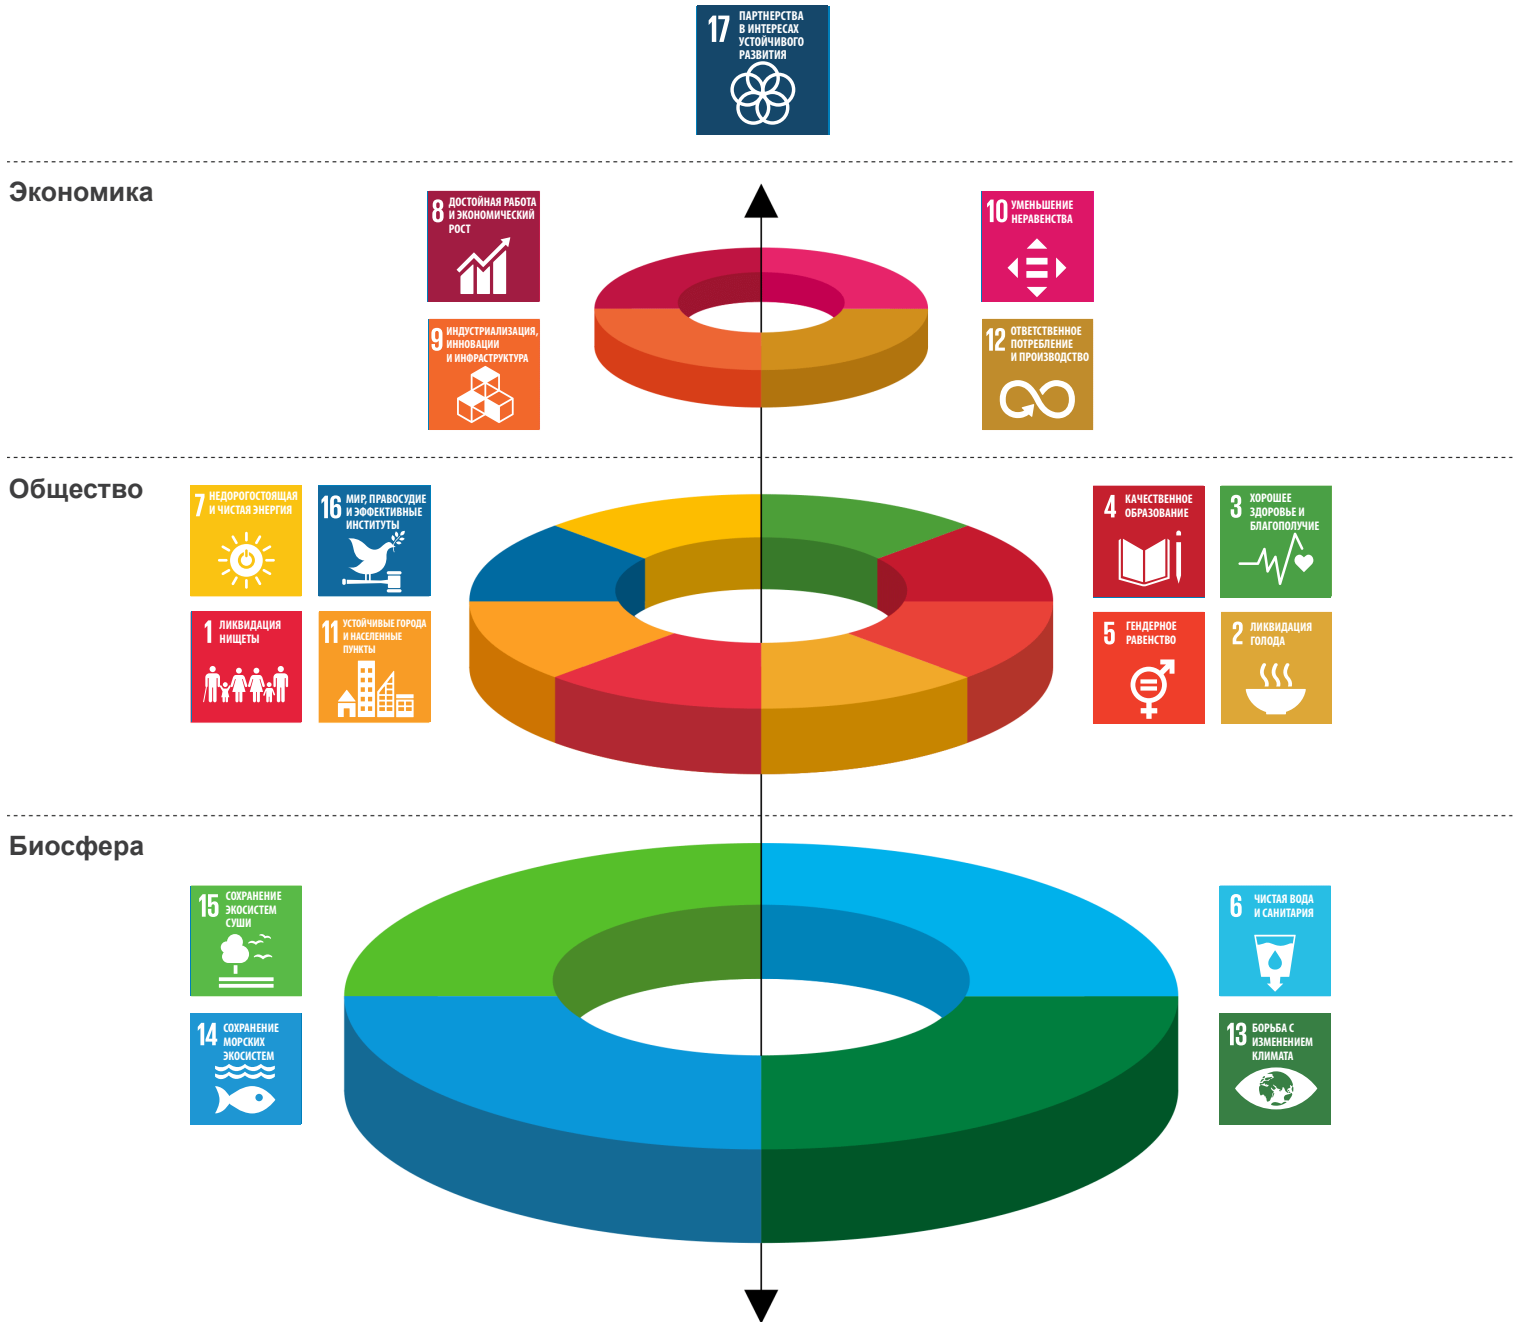 17 ПАРТНЕРСТВА
В ИНТЕРЕСАХ
УСТОЙЧИВОГО
РАЗВИТИЯ
Экономика
8 ДОСТОЙНАЯ РАБОТА
И ЭКОНОМИЧЕСКИЙ
РОСТ
10 УМЕНЬШЕНИЕ
НЕРАВЕНСТВА
9 ИНДУСТРИАЛИЗАЦИЯ,
ИННОВАЦИИ
И ИНФРАСТРУКТУРА
12 ОТВЕТСТВЕННОЕ
ПОТРЕБЛЕНИЕ
И ПРОИЗВОДСТВО
Общество
7 НЕДОРОГОСТОЯЩАЯ
И ЧИСТАЯ ЭНЕРГИЯ
16 МИР, ПРАВОСУДИЕ
И ЭФФЕКТИВНЫЕ
ИНСТИТУТЫ
4 КАЧЕСТВЕННОЕ
ОБРАЗОВАНИЕ
3 ХОРОШЕЕ
ЗДОРОВЬЕ И
БЛАГОПОЛУЧИЕ
1 ЛИКВИДАЦИЯ
НИЩЕТЫ
11 УСТОЙЧИВЫЕ ГОРОДА
И НАСЕЛЕННЫЕ
ПУНКТЫ
5 ГЕНДЕРНОЕ
РАВЕНСТВО
2 ЛИКВИДАЦИЯ
ГОЛОДА
Биосфера
15 СОХРАНЕНИЕ
ЭКОСИСТЕМ
СУШИ
6 ЧИСТАЯ ВОДА
И САНИТАРИЯ
14 СОХРАНЕНИЕ
МОРСКИХ
ЭКОСИСТЕМ
13 БОРЬБА С
ИЗМЕНЕНИЕМ
КЛИМАТА